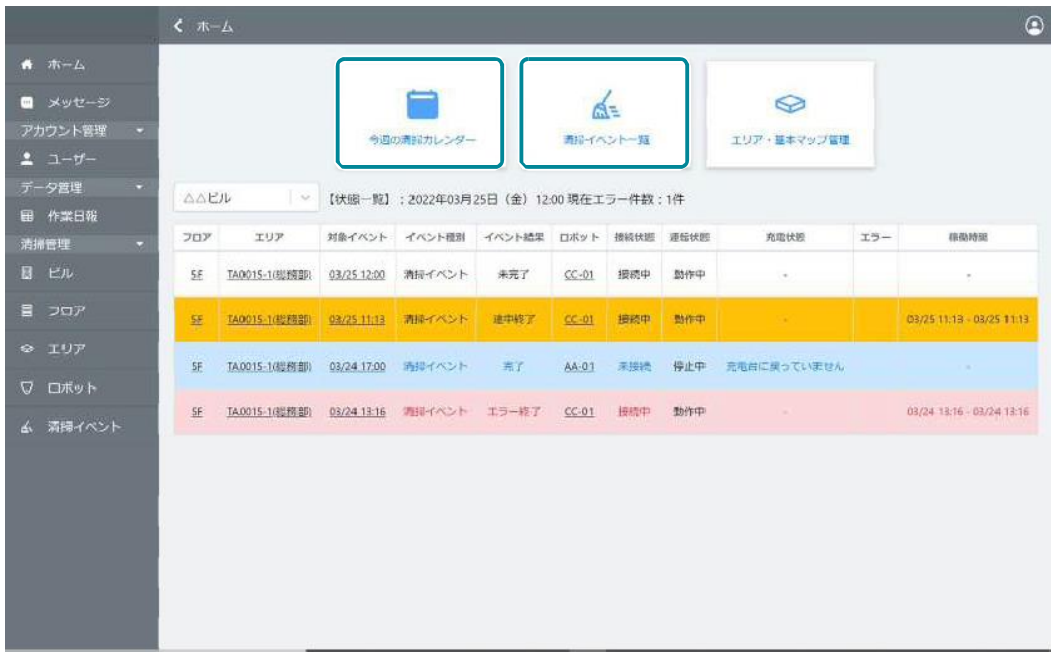 ホーム
ホーム
メッセージ
アカウント管理
ユーザー
データ管理
作業日報
清掃管理
ビル
フロア
エリア
ロボット
清掃イベント
今週の清掃カレンダー
清掃イベント一覧
エリア・基本マップ管理
△△ビル
【状態一覧】：2022年03月25日（金）12:00 現在エラー件数：1件
フロア エリア 対象イベント イベント種別 イベント結果 ロボット 接続状態 運転状態 充電状態 エラー 稼働時間
5F TA0015-1(総務部) 03/25 12:00 清掃イベント 未完了 CC-01 接続中 動作中 - -
5F TA0015-1(総務部) 03/25 11:13 清掃イベント 途中終了 CC-01 接続中 動作中 - 03/25 11:13 - 03/25 11:13
5F TA0015-1(総務部) 03/24 17:00 清掃イベント 完了 AA-01 未接続 停止中 充電台に戻っていません -
5F TA0015-1(総務部) 03/24 13:16 清掃イベント エラー終了 CC-01 接続中 動作中 - 03/24 13:16 - 03/24 13:16